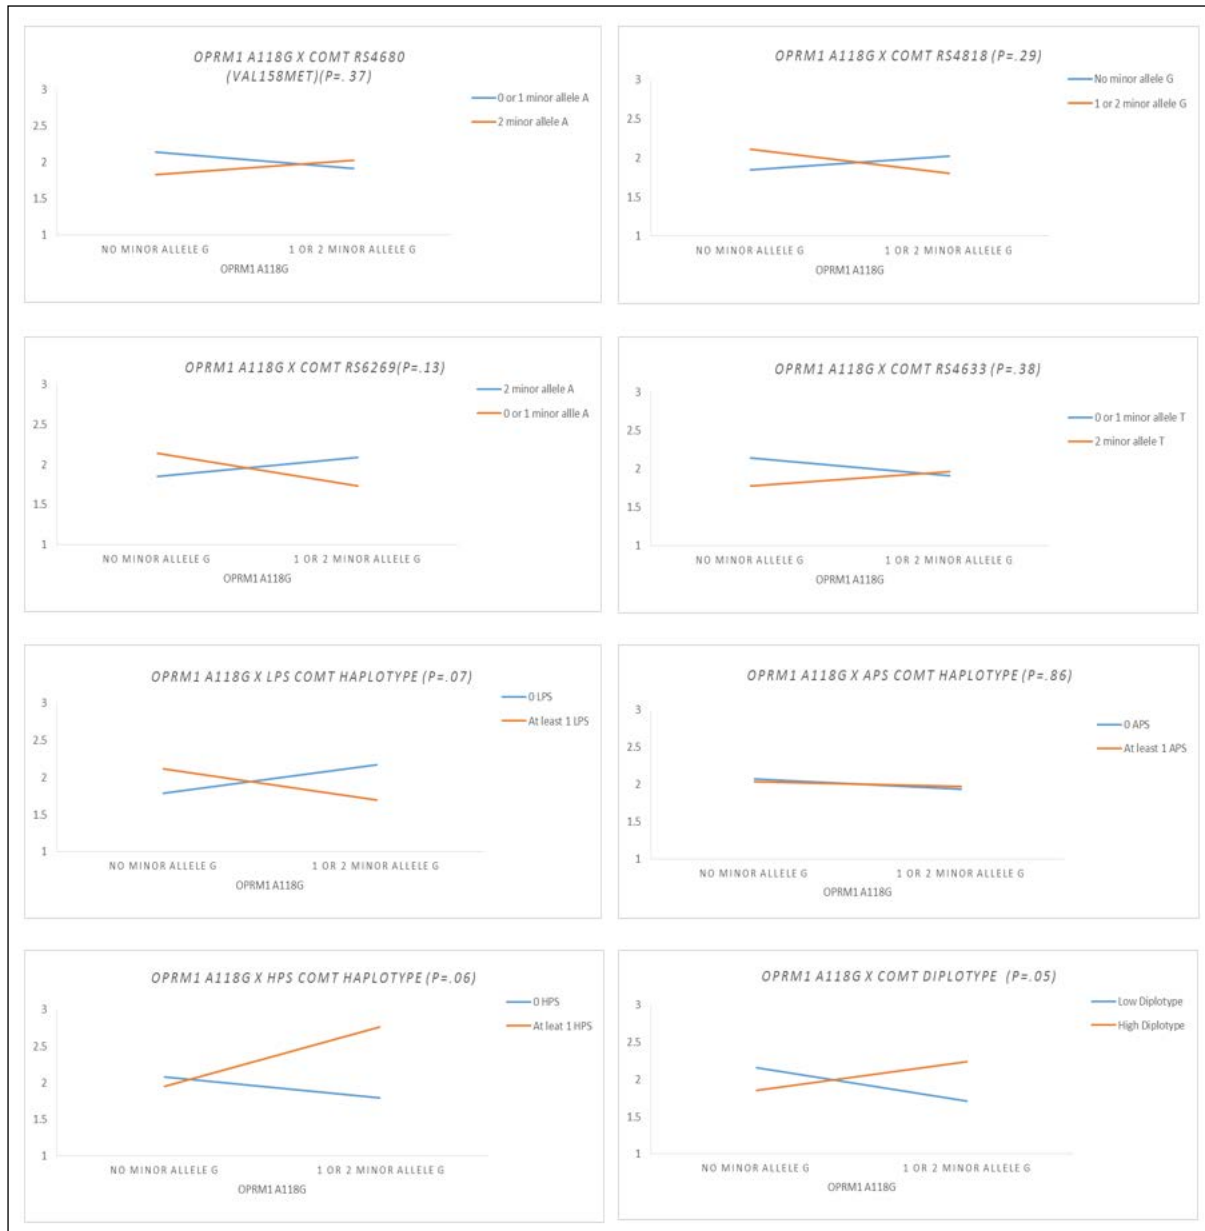 OPRM1 A118G X COMT RS4680
(VAL158MET)(P=. 37)
3
2.5
2
1.5
1
0 or 1 minor allele A
2 minor allele A
NO MINOR ALLELE G
1 OR 2 MINOR ALLELE G
OPRM1 A118G
OPRM1 A118G X COMT RS4818 (P=.29)
3
2.5
2
1.5
1
No minor allele G
1 or 2 minor allele G
NO MINOR ALLELE G
1 OR 2 MINOR ALLELE G
OPRM1 A118G
OPRM1 A118G X COMT RS6269(P=.13)
3
2.5
2
1.5
1
2 minor allele A
0 or 1 minor allle A
NO MINOR ALLELE G
1 OR 2 MINOR ALLELE G
OPRM1 A118G
OPRM1 A118G X COMT RS4633 (P=.38)
3
2.5
2
1.5
1
0 or 1 minor allele T
2 minor allele T
NO MINOR ALLELE G
1 OR 2 MINOR ALLELE G
OPRM1 A118G
OPRM1 A118G X LPS COMT HAPLOTYPE (P=.07)
3
2.5
2
1.5
1
0 LPS
At least 1 LPS
NO MINOR ALLELE G
1 OR 2 MINOR ALLELE G
OPRM1 A118G
OPRM1 A118G X APS COMT HAPLOTYPE (P=.86)
3
2.5
2
1.5
1
0 APS
At least 1 APS
NO MINOR ALLELE G
1 OR 2 MINOR ALLELE G
OPRM1 A118G
OPRM1 A118G X HPS COMT HAPLOTYPE (P=.06)
3
2.5
2
1.5
1
0 HPS
At leat 1 HPS
NO MINOR ALLELE G
1 OR 2 MINOR ALLELE G
OPRM1 A118G
OPRM1 A118G X COMT DIPLOTYPE (P=.05)
3
2.5
2
1.5
1
Low Diplotype
High Diplotype
NO MINOR ALLELE G
1 OR 2 MINOR ALLELE G
OPRM1 A118G